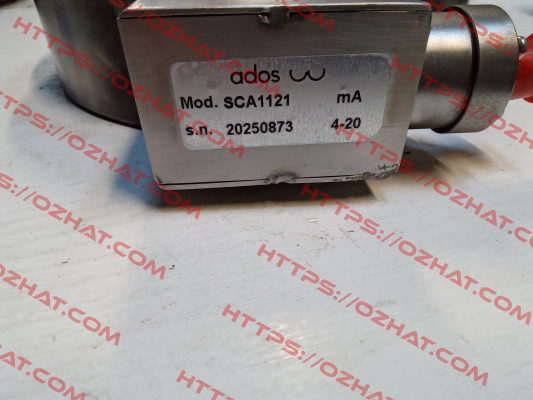 ados
Mod. SCA1121 mA
s.n. 20250873 4-20
HTTPS://OZHAT.COM